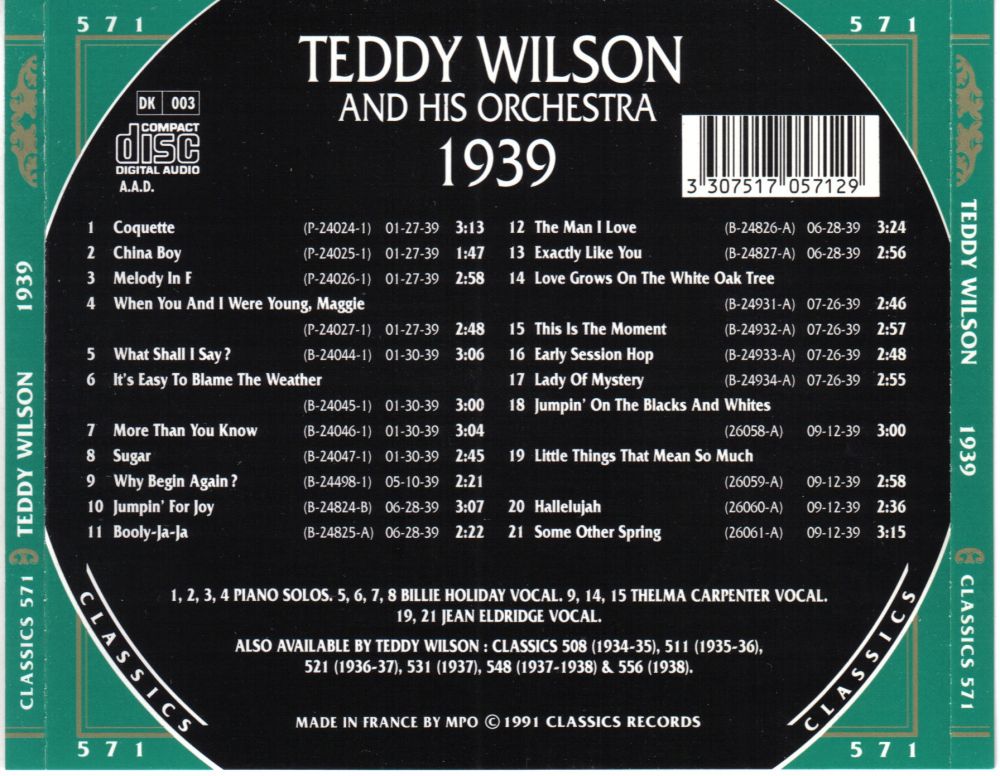 571
571
TEDDY WILSON
AND HIS ORCHESTRA
1939
DK 003
COMPACT
disc
DIGITAL AUDIO
A.A.D.
3 307517 057129
1 Coquette (P-24024-1) 01-27-39 3:13
2 China Boy (P-24025-1) 01-27-39 1:47
3 Melody In F (P-24026-1) 01-27-39 2:58
4 When You And I Were Young, Maggie
(P-24027-1) 01-27-39 2:48
5 What Shall I Say? (B-24044-1) 01-30-39 3:06
6 It's Easy To Blame The Weather
(B-24045-1) 01-30-39 3:00
7 More Than You Know (B-24046-1) 01-30-39 3:04
8 Sugar (B-24047-1) 01-30-39 2:45
9 Why Begin Again? (B-24498-1) 05-10-39 2:21
10 Jumpin' For Joy (B-24824-B) 06-28-39 3:07
11 Booly-Ja-Ja (B-24825-A) 06-28-39 2:22
12 The Man I Love (B-24826-A) 06-28-39 3:24
13 Exactly Like You (B-24827-A) 06-28-39 2:56
14 Love Grows On The White Oak Tree
(B-24931-A) 07-26-39 2:46
15 This Is The Moment (B-24932-A) 07-26-39 2:57
16 Early Session Hop (B-24933-A) 07-26-39 2:48
17 Lady Of Mystery (B-24934-A) 07-26-39 2:55
18 Jumpin' On The Blacks And Whites
(26058-A) 09-12-39 3:00
19 Little Things That Mean So Much
(26059-A) 09-12-39 2:58
20 Hallelujah (26060-A) 09-12-39 2:36
21 Some Other Spring (26061-A) 09-12-39 3:15
1, 2, 3, 4 PIANO SOLOS. 5, 6, 7, 8 BILLIE HOLIDAY VOCAL. 9, 14, 15 THELMA CARPENTER VOCAL.
19, 21 JEAN ELDRIDGE VOCAL.
ALSO AVAILABLE BY TEDDY WILSON : CLASSICS 508 (1934-35), 511 (1935-36),
521 (1936-37), 531 (1937), 548 (1937-1938) & 556 (1938).
MADE IN FRANCE BY MPO © 1991 CLASSICS RECORDS
CLASSICS
CLASSICS
571
571
CLASSICS 571 TEDDY WILSON 1939
TEDDY WILSON 1939 CLASSICS 571